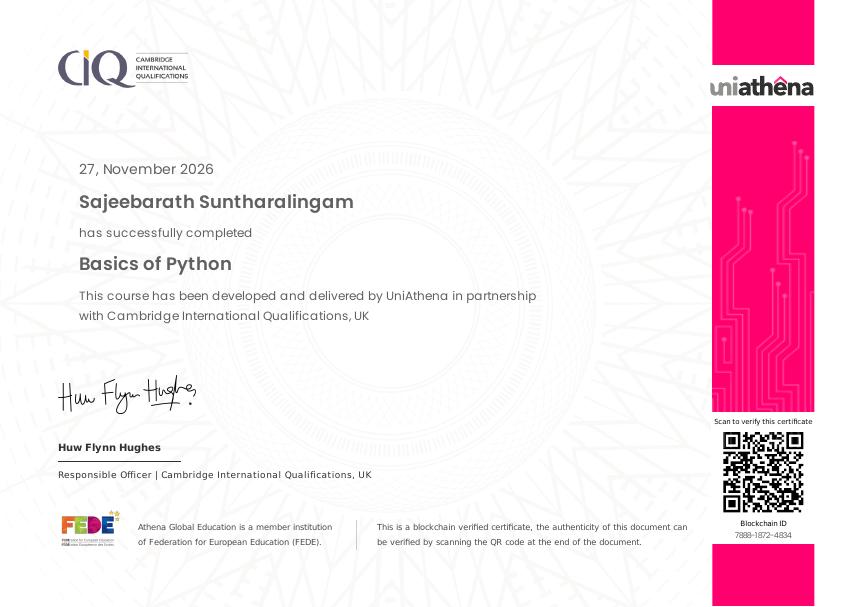 CIQ
CAMBRIDGE
INTERNATIONAL
QUALIFICATIONS
uniathena
27, November 2026
Sajeebarath Suntharalingam
has successfully completed
Basics of Python
This course has been developed and delivered by UniAthena in partnership
with Cambridge International Qualifications, UK
Huw Flynn Hughes
Huw Flynn Hughes
Responsible Officer | Cambridge International Qualifications, UK
Scan to verify this certificate
Blockchain ID
7888-1872-4834
FEDE
Athena Global Education is a member institution
of Federation for European Education (FEDE).
This is a blockchain verified certificate, the authenticity of this document can
be verified by scanning the QR code at the end of the document.